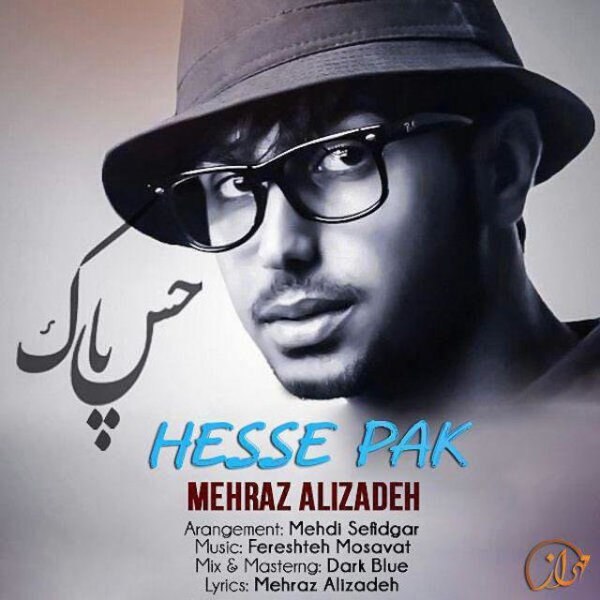 حس پاک
HESSE PAK
MEHRAZ ALIZADEH
Arangement: Mehdi Sefidgar
Music: Fereshteh Mosavat
Mix & Masterng: Dark Blue
Lyrics: Mehraz Alizadeh